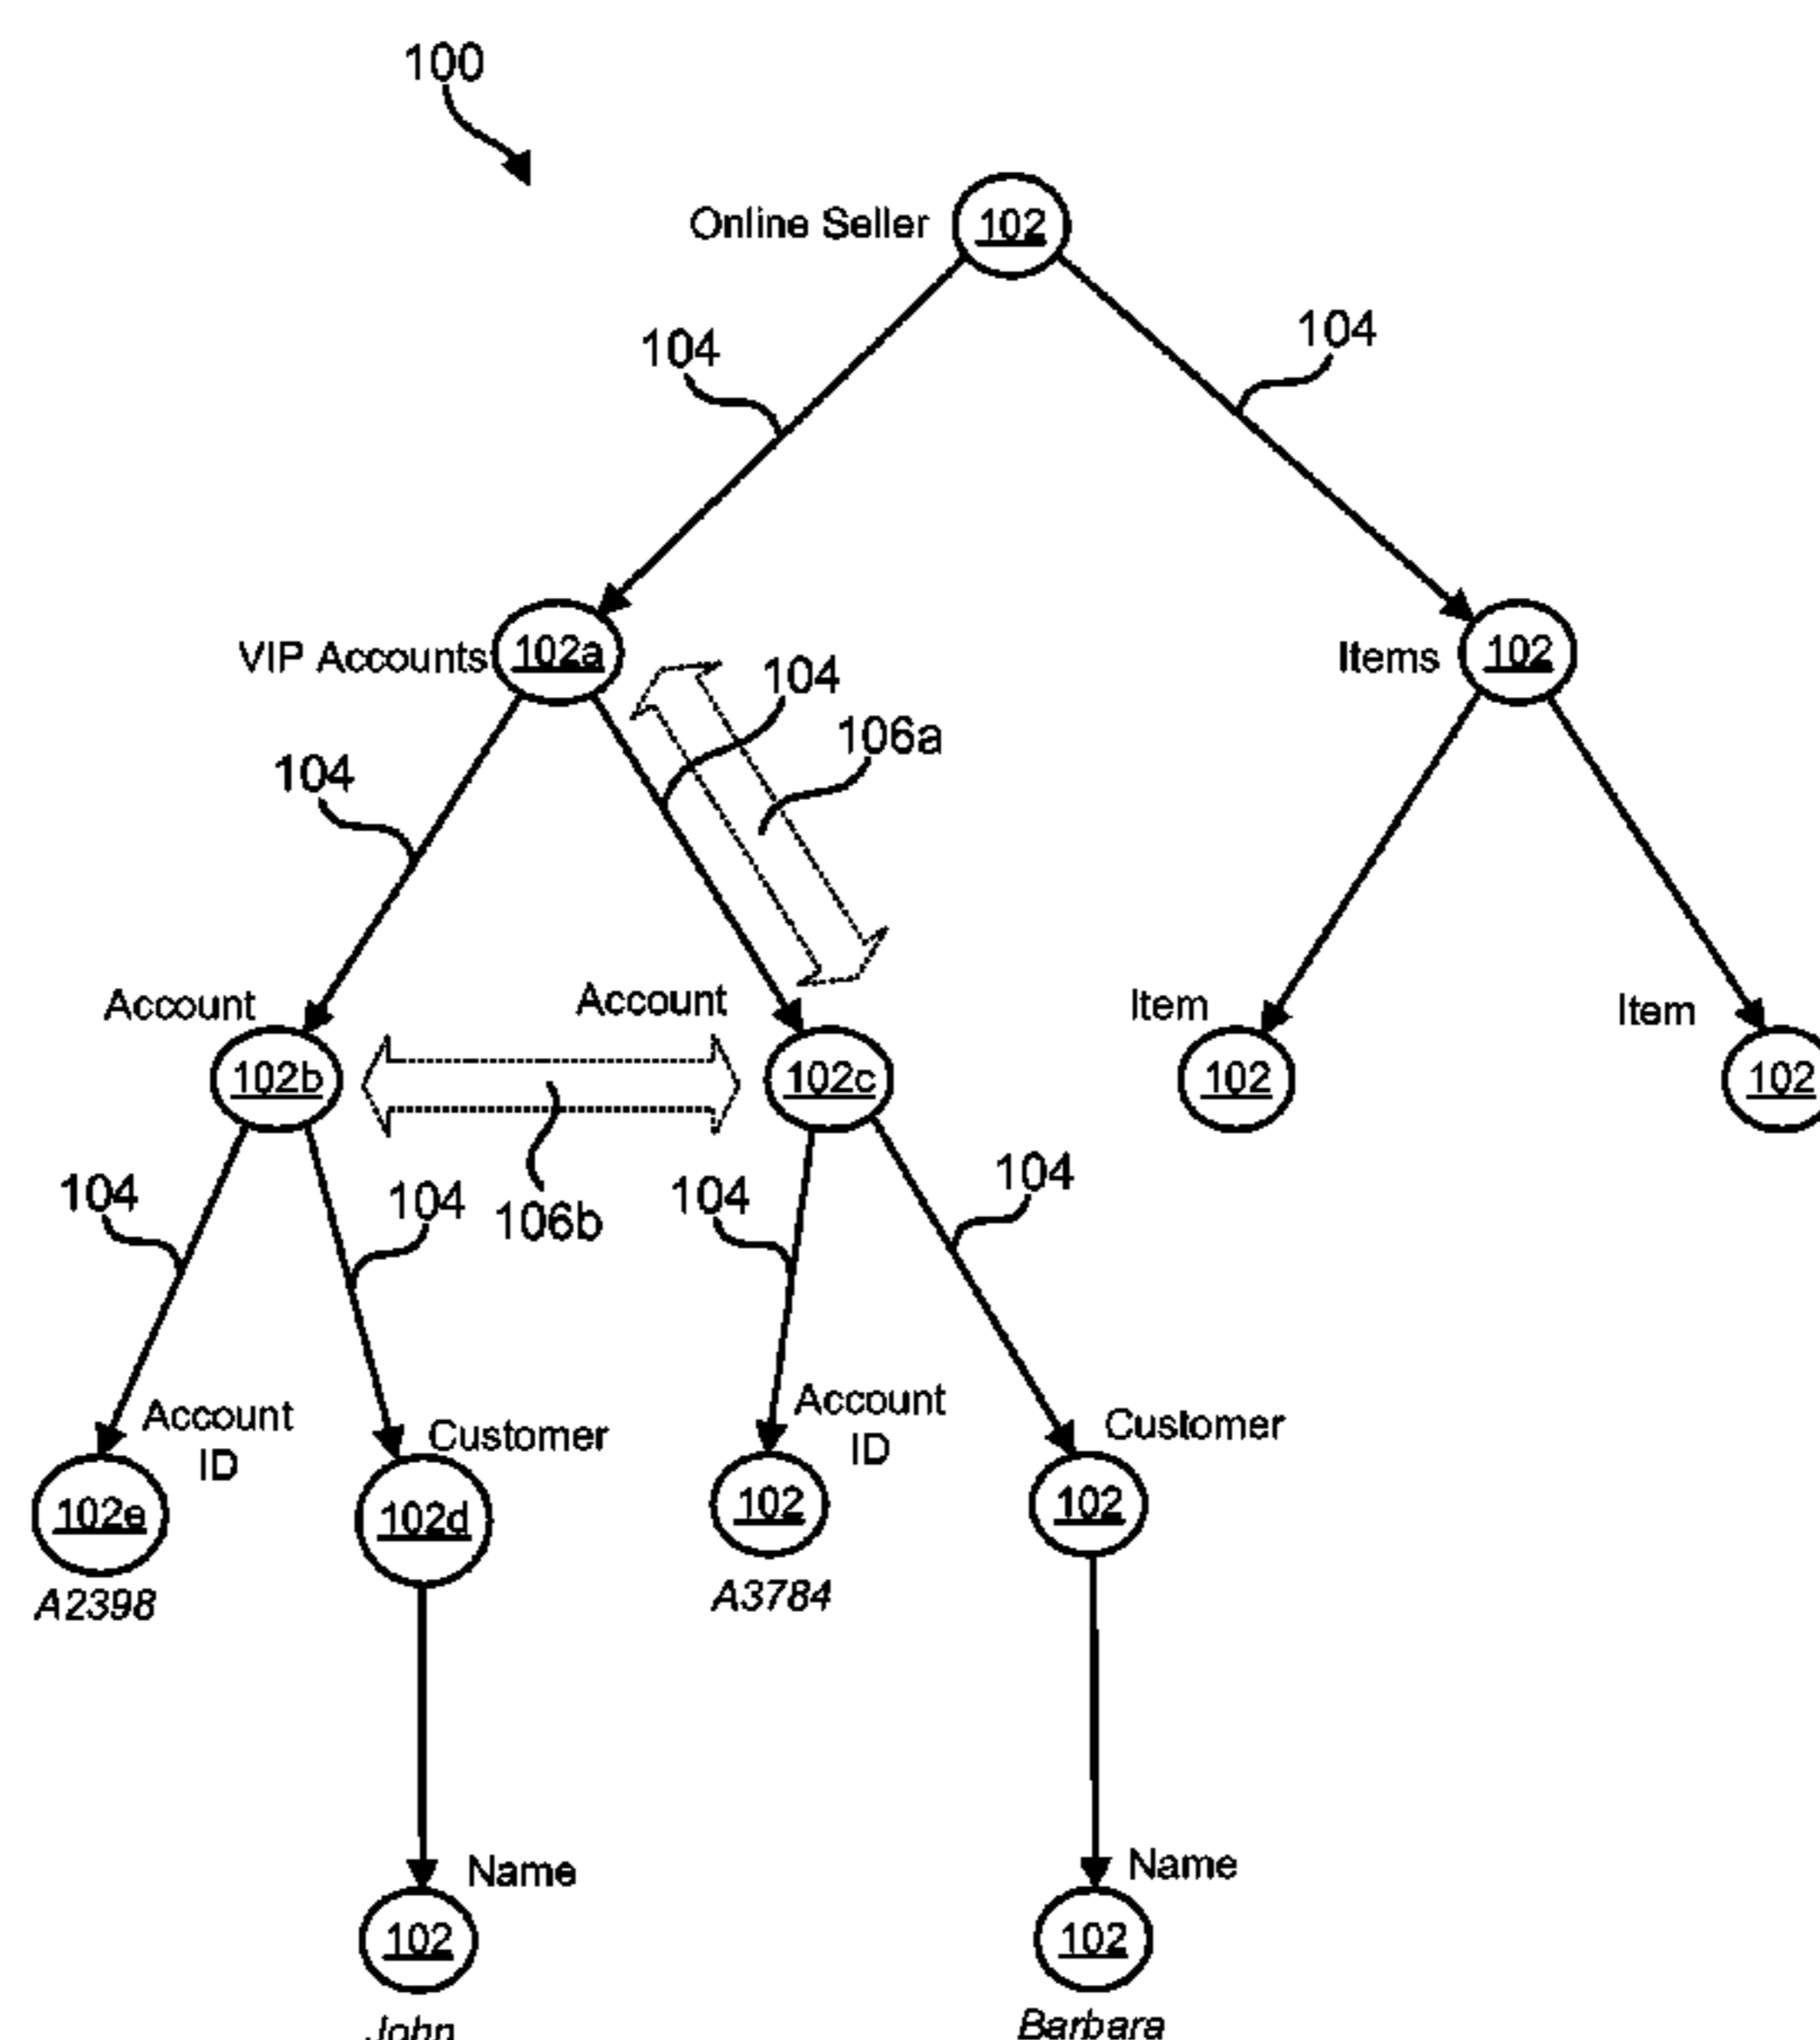 100
Online Seller 102
104
104
VIP Accounts 102a
Items 102
104
106a
104
Account
Account
Item
Item
102b
102c
102
102
104
104
106b
104
104
Account ID
Customer
Account ID
Customer
102e
102d
102
102
A2398
A3784
Name
Name
102
102
John
Barbara